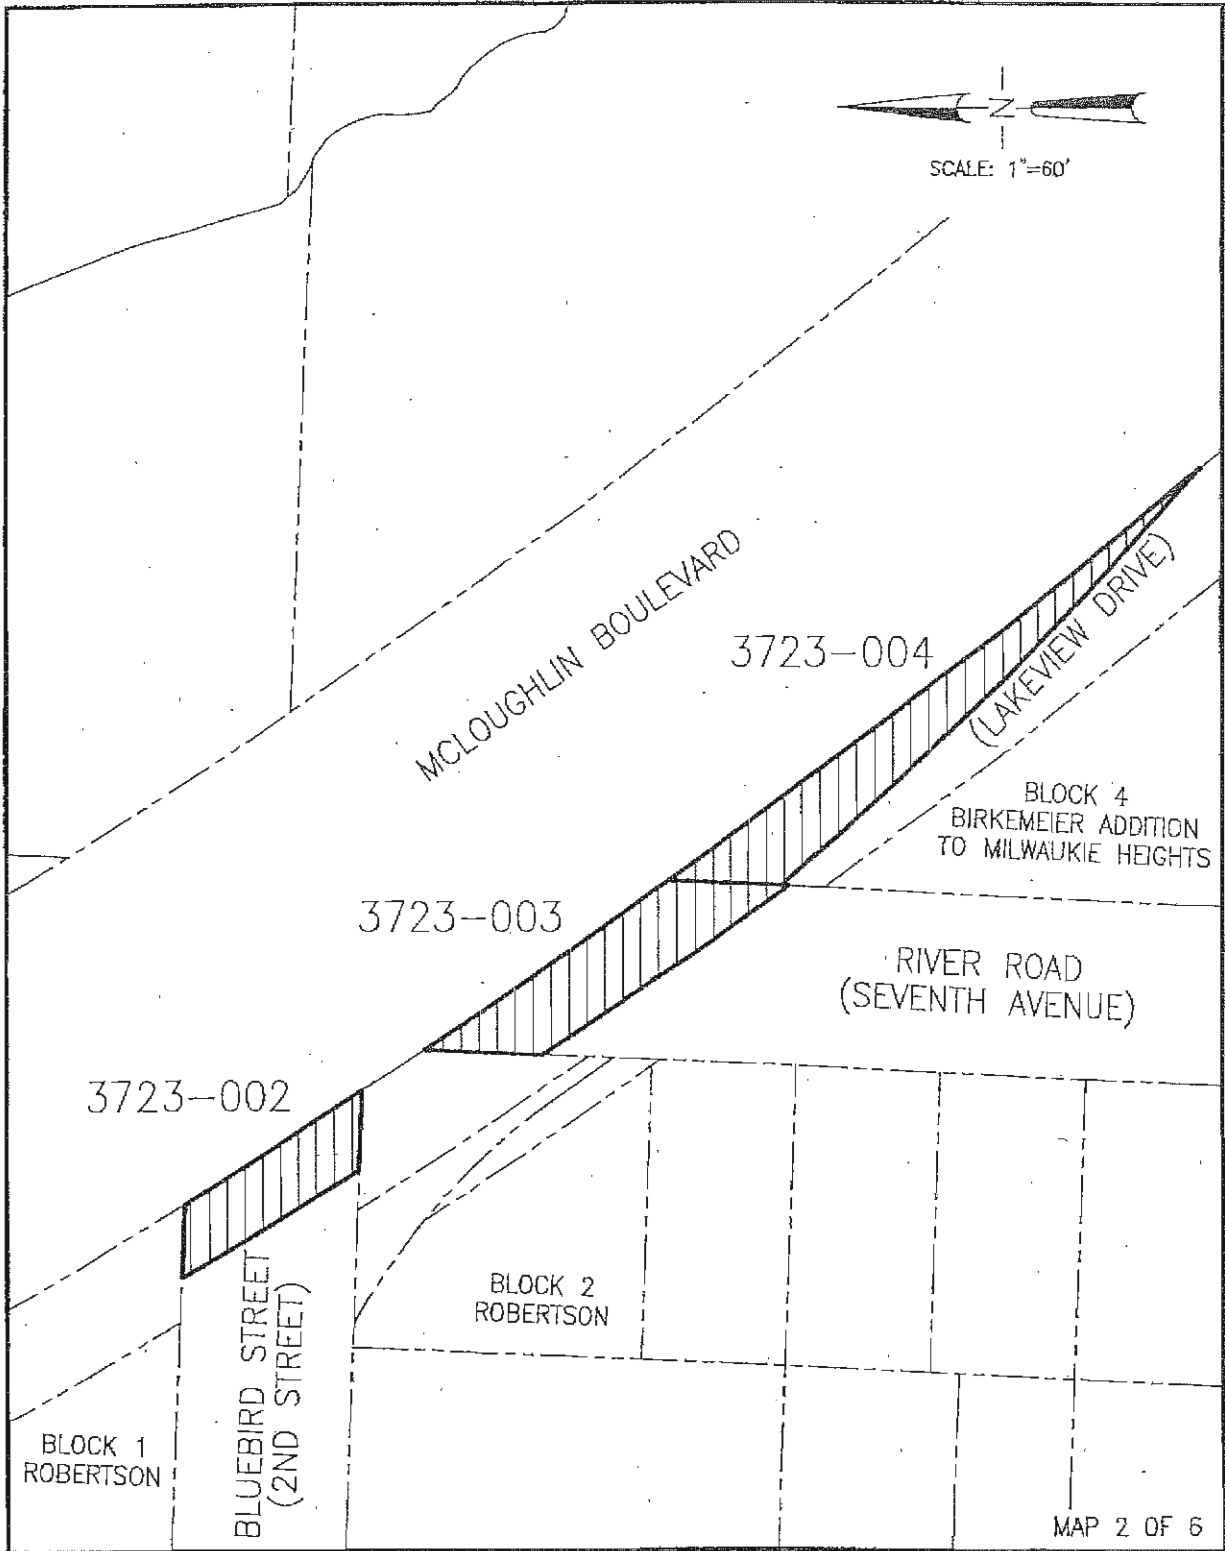 N
SCALE: 1"=60'
MCLOUGHLIN BOULEVARD
3723-004
(LAKEVIEW DRIVE)
BLOCK 4
BIRKEMEIER ADDITION
TO MILWAUKIE HEIGHTS
3723-003
RIVER ROAD
(SEVENTH AVENUE)
3723-002
BLUEBIRD STREET
(2ND STREET)
BLOCK 2
ROBERTSON
BLOCK 1
ROBERTSON
MAP 2 OF 6